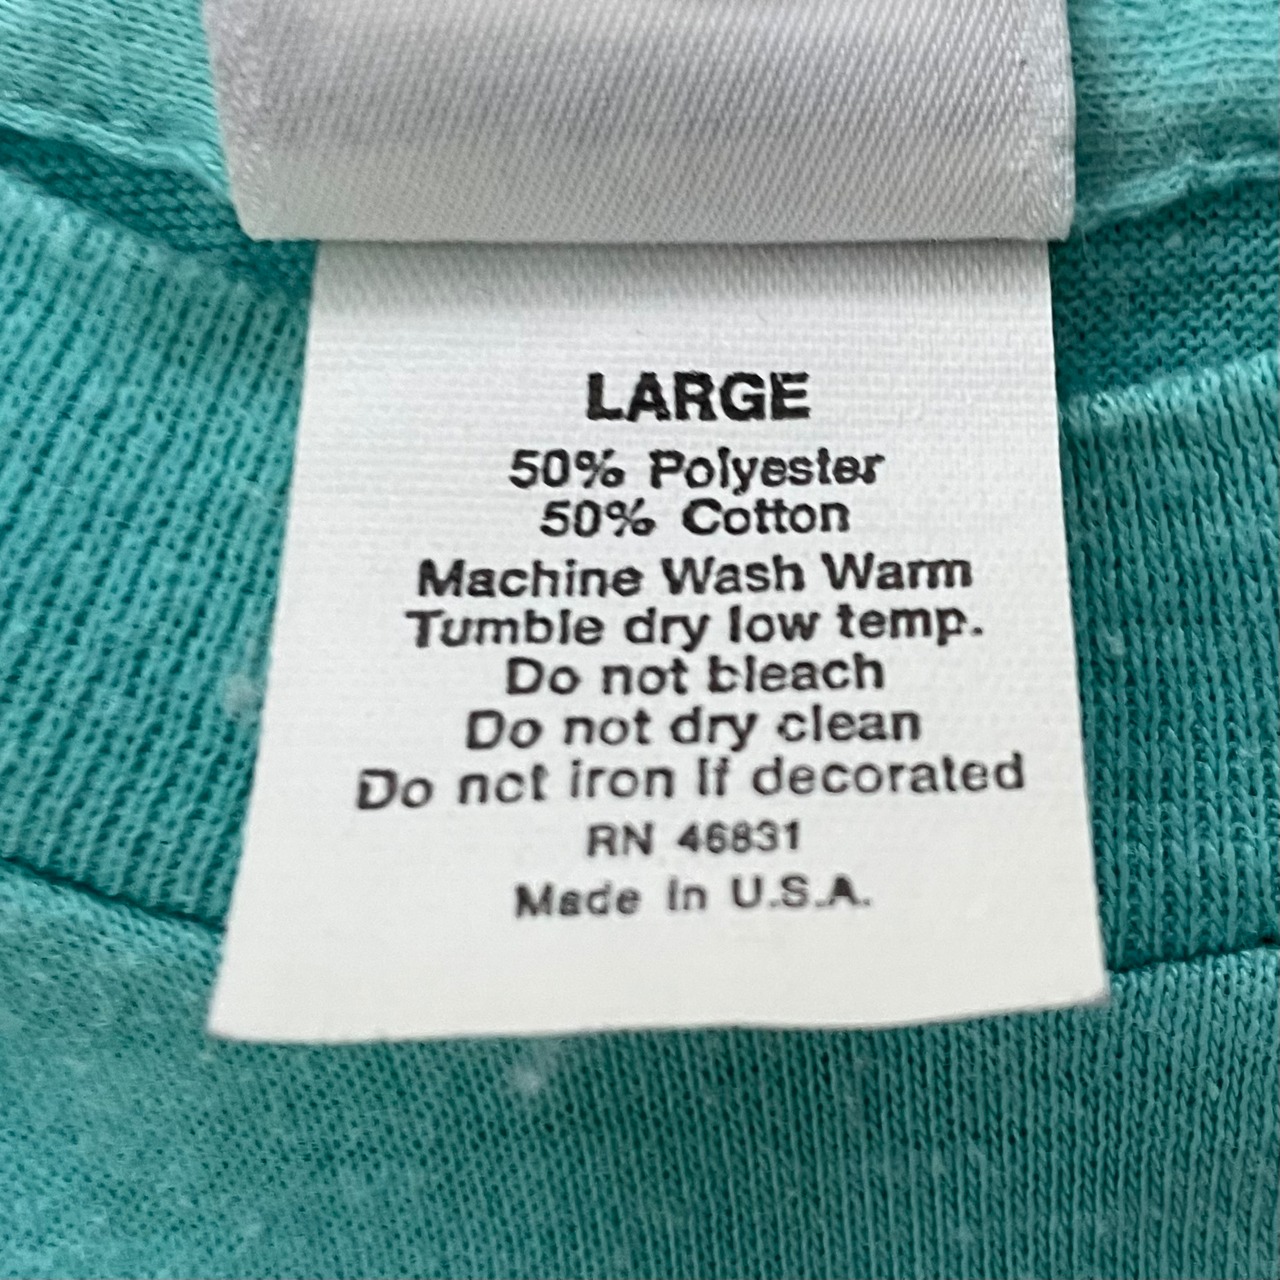 LARGE
50% Polyester
50% Cotton
Machine Wash Warm
Tumble dry low temp.
Do not bleach
Do not dry clean
Do not iron If decorated
RN 46831
Made In U.S.A.